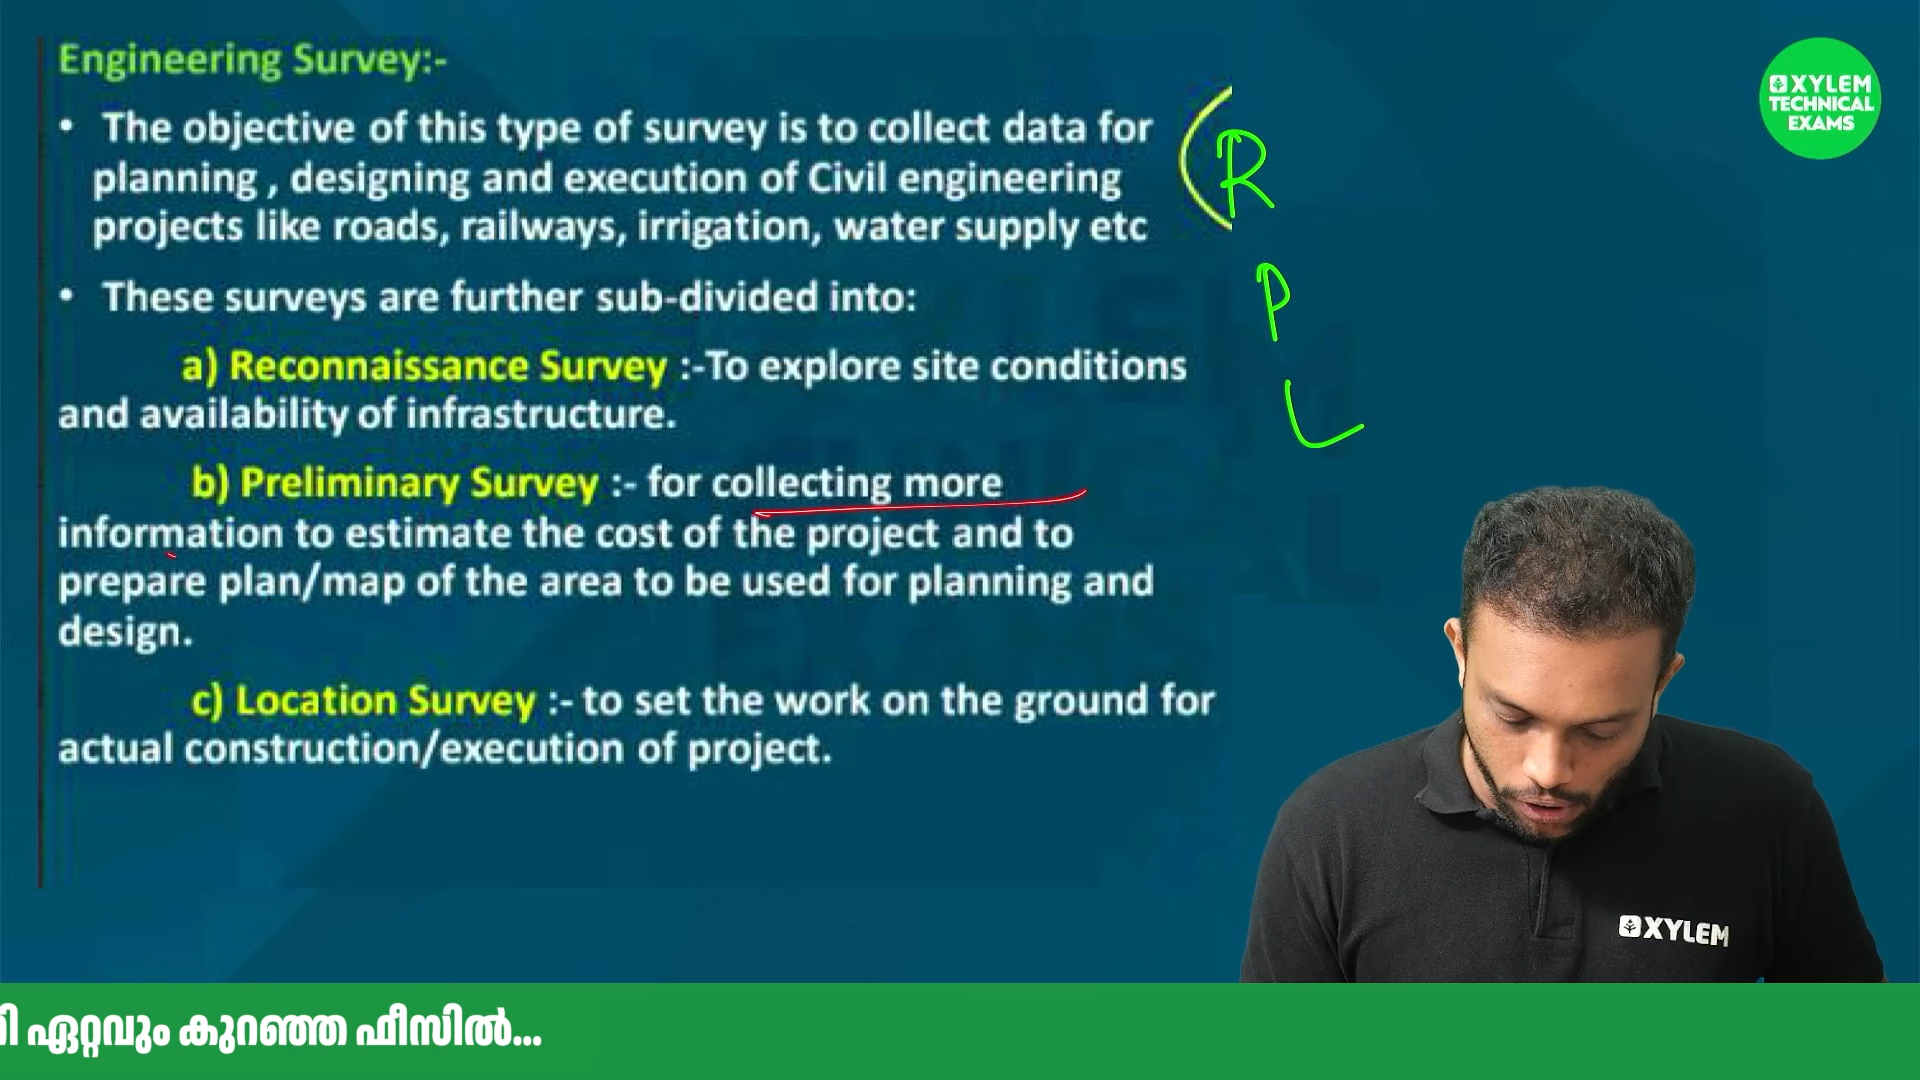 Engineering Survey:-
• The objective of this type of survey is to collect data for
planning , designing and execution of Civil engineering
projects like roads, railways, irrigation, water supply etc
• These surveys are further sub-divided into:
a) Reconnaissance Survey :-To explore site conditions
and availability of infrastructure.
b) Preliminary Survey :- for collecting more
information to estimate the cost of the project and to
prepare plan/map of the area to be used for planning and
design.
c) Location Survey :- to set the work on the ground for
actual construction/execution of project.
R
P
L
XYLEM
TECHNICAL
EXAMS
XYLEM
ഏറ്റവും കുറഞ്ഞ ഫീസിൽ...